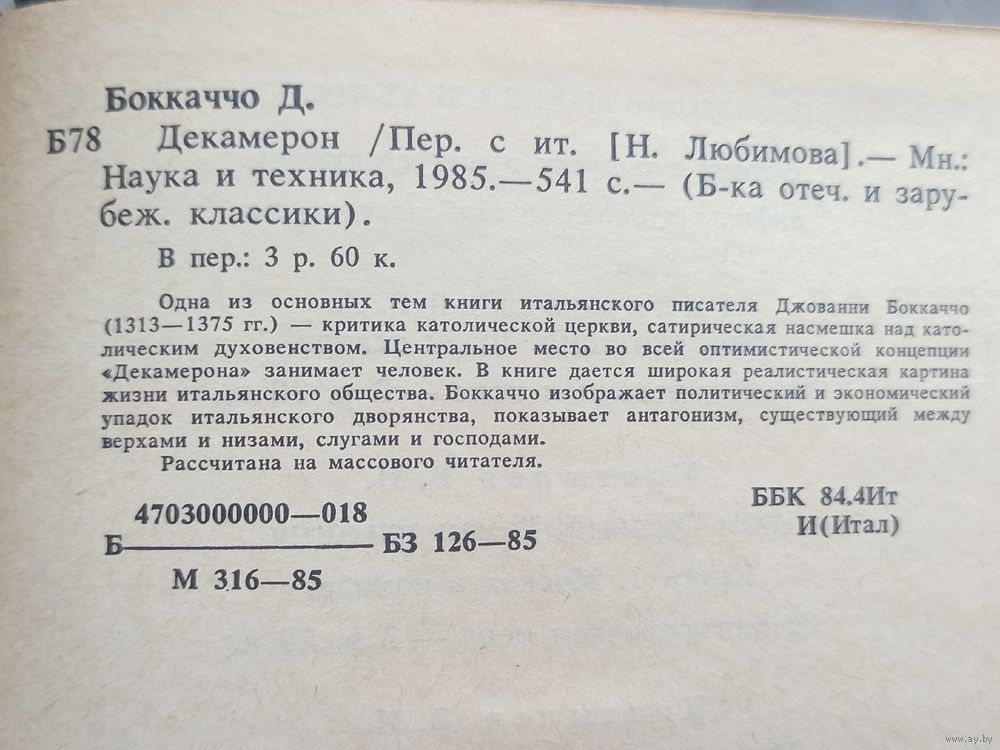 Боккаччо Д.
Б78 Декамерон /Пер. с ит. [Н. Любимова].— Мн.:
Наука и техника, 1985.—541 с.— (Б-ка отеч. и зару-
беж. классики).
В пер.: 3 р. 60 к.
Одна из основных тем книги итальянского писателя Джованни Боккаччо
(1313—1375 гг.) — критика католической церкви, сатирическая насмешка над като-
лическим духовенством. Центральное место во всей оптимистической концепции
«Декамерона» занимает человек. В книге дается широкая реалистическая картина
жизни итальянского общества. Боккаччо изображает политический и экономический
упадок итальянского дворянства, показывает антагонизм, существующий между
верхами и низами, слугами и господами.
Рассчитана на массового читателя.
4703000000—018
Б——— БЗ 126—85
М 316—85
ББК 84.4Ит
И(Итал)
www.ay.by